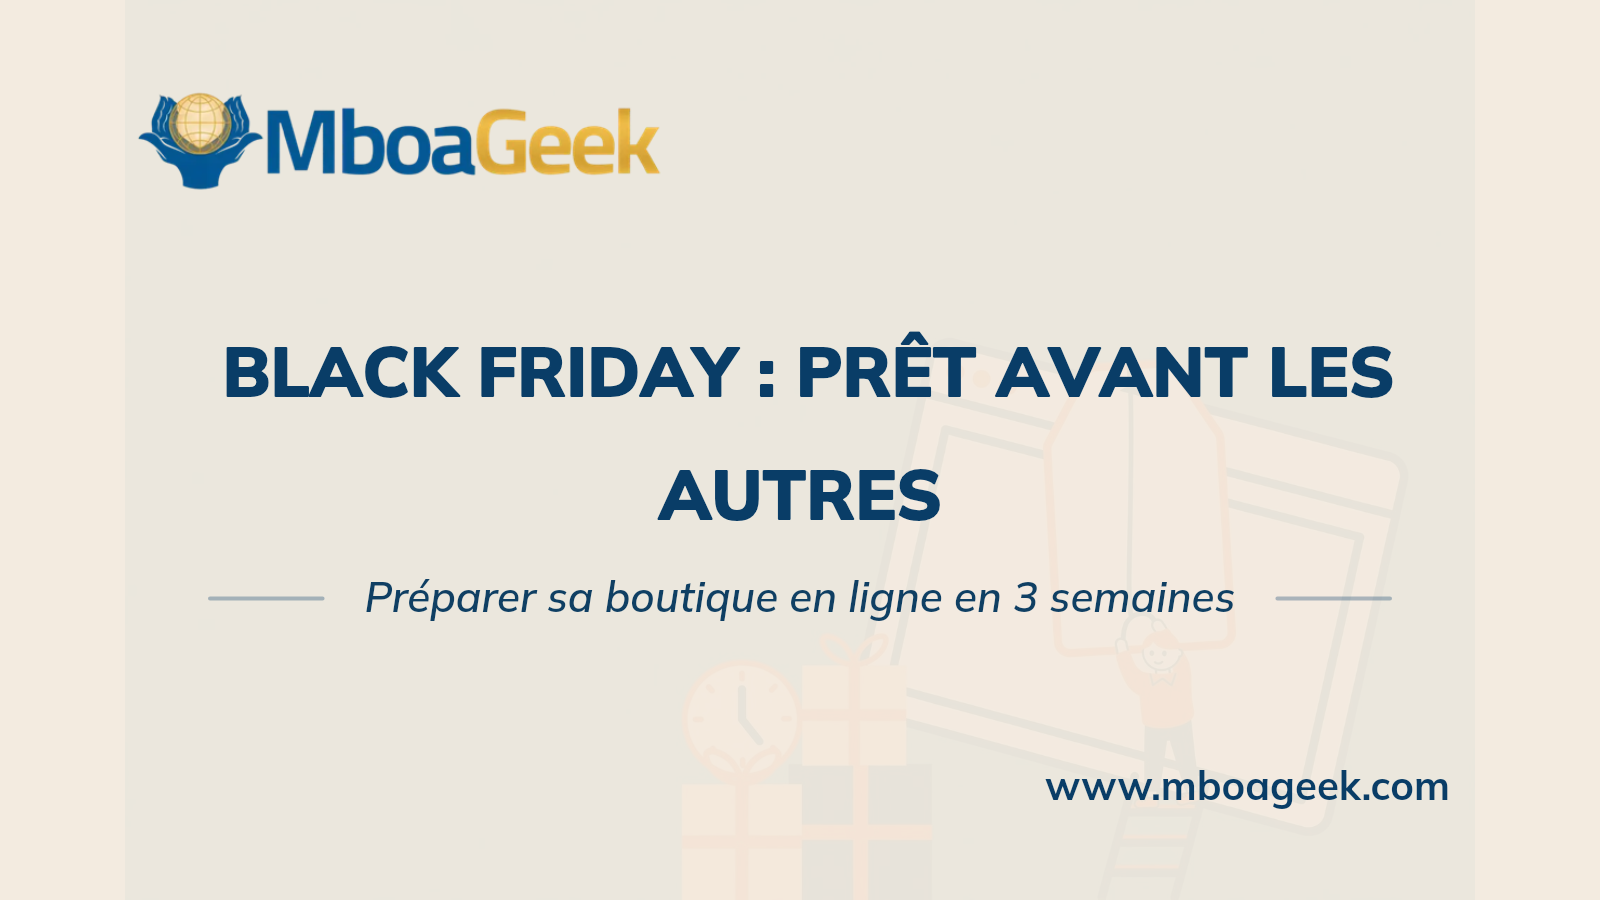 MboaGeek
BLACK FRIDAY : PRÊT AVANT LES
AUTRES
Préparer sa boutique en ligne en 3 semaines
www.mboageek.com